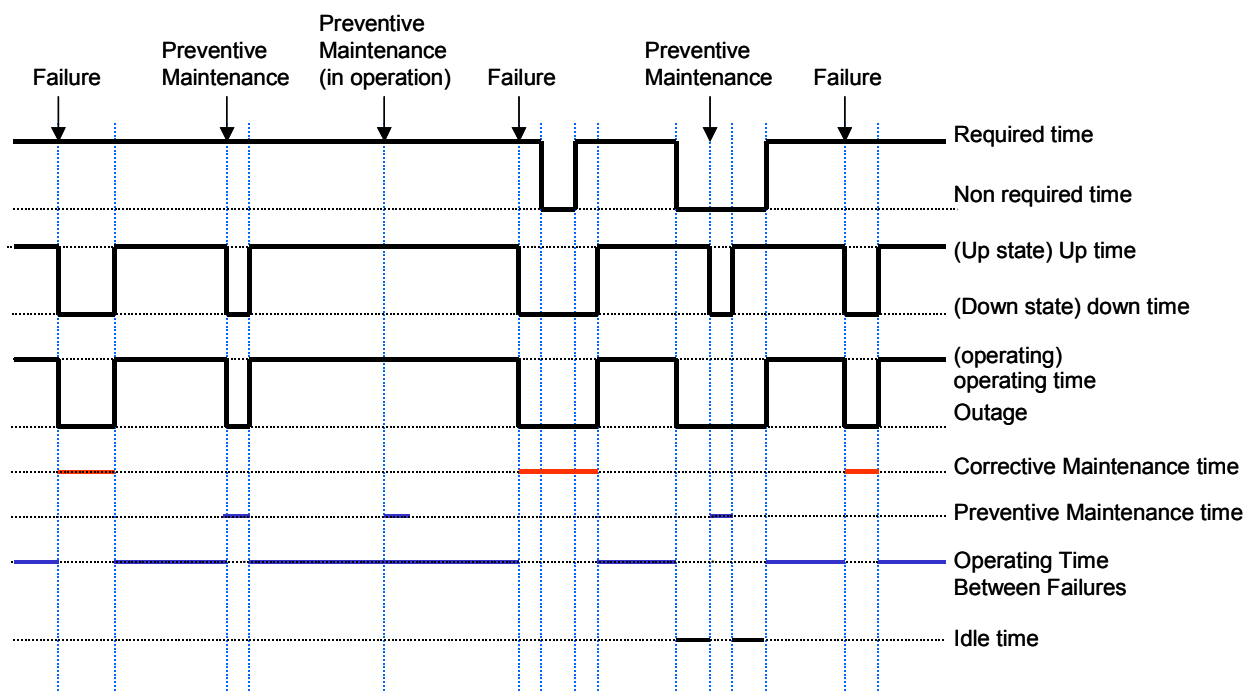 Preventive
Maintenance
(in operation)
Preventive
Maintenance
Preventive
Maintenance
Failure
Failure
Failure
Required time
Non required time
(Up state) Up time
(Down state) down time
(operating)
operating time
Outage
Corrective Maintenance time
Preventive Maintenance time
Operating Time
Between Failures
Idle time